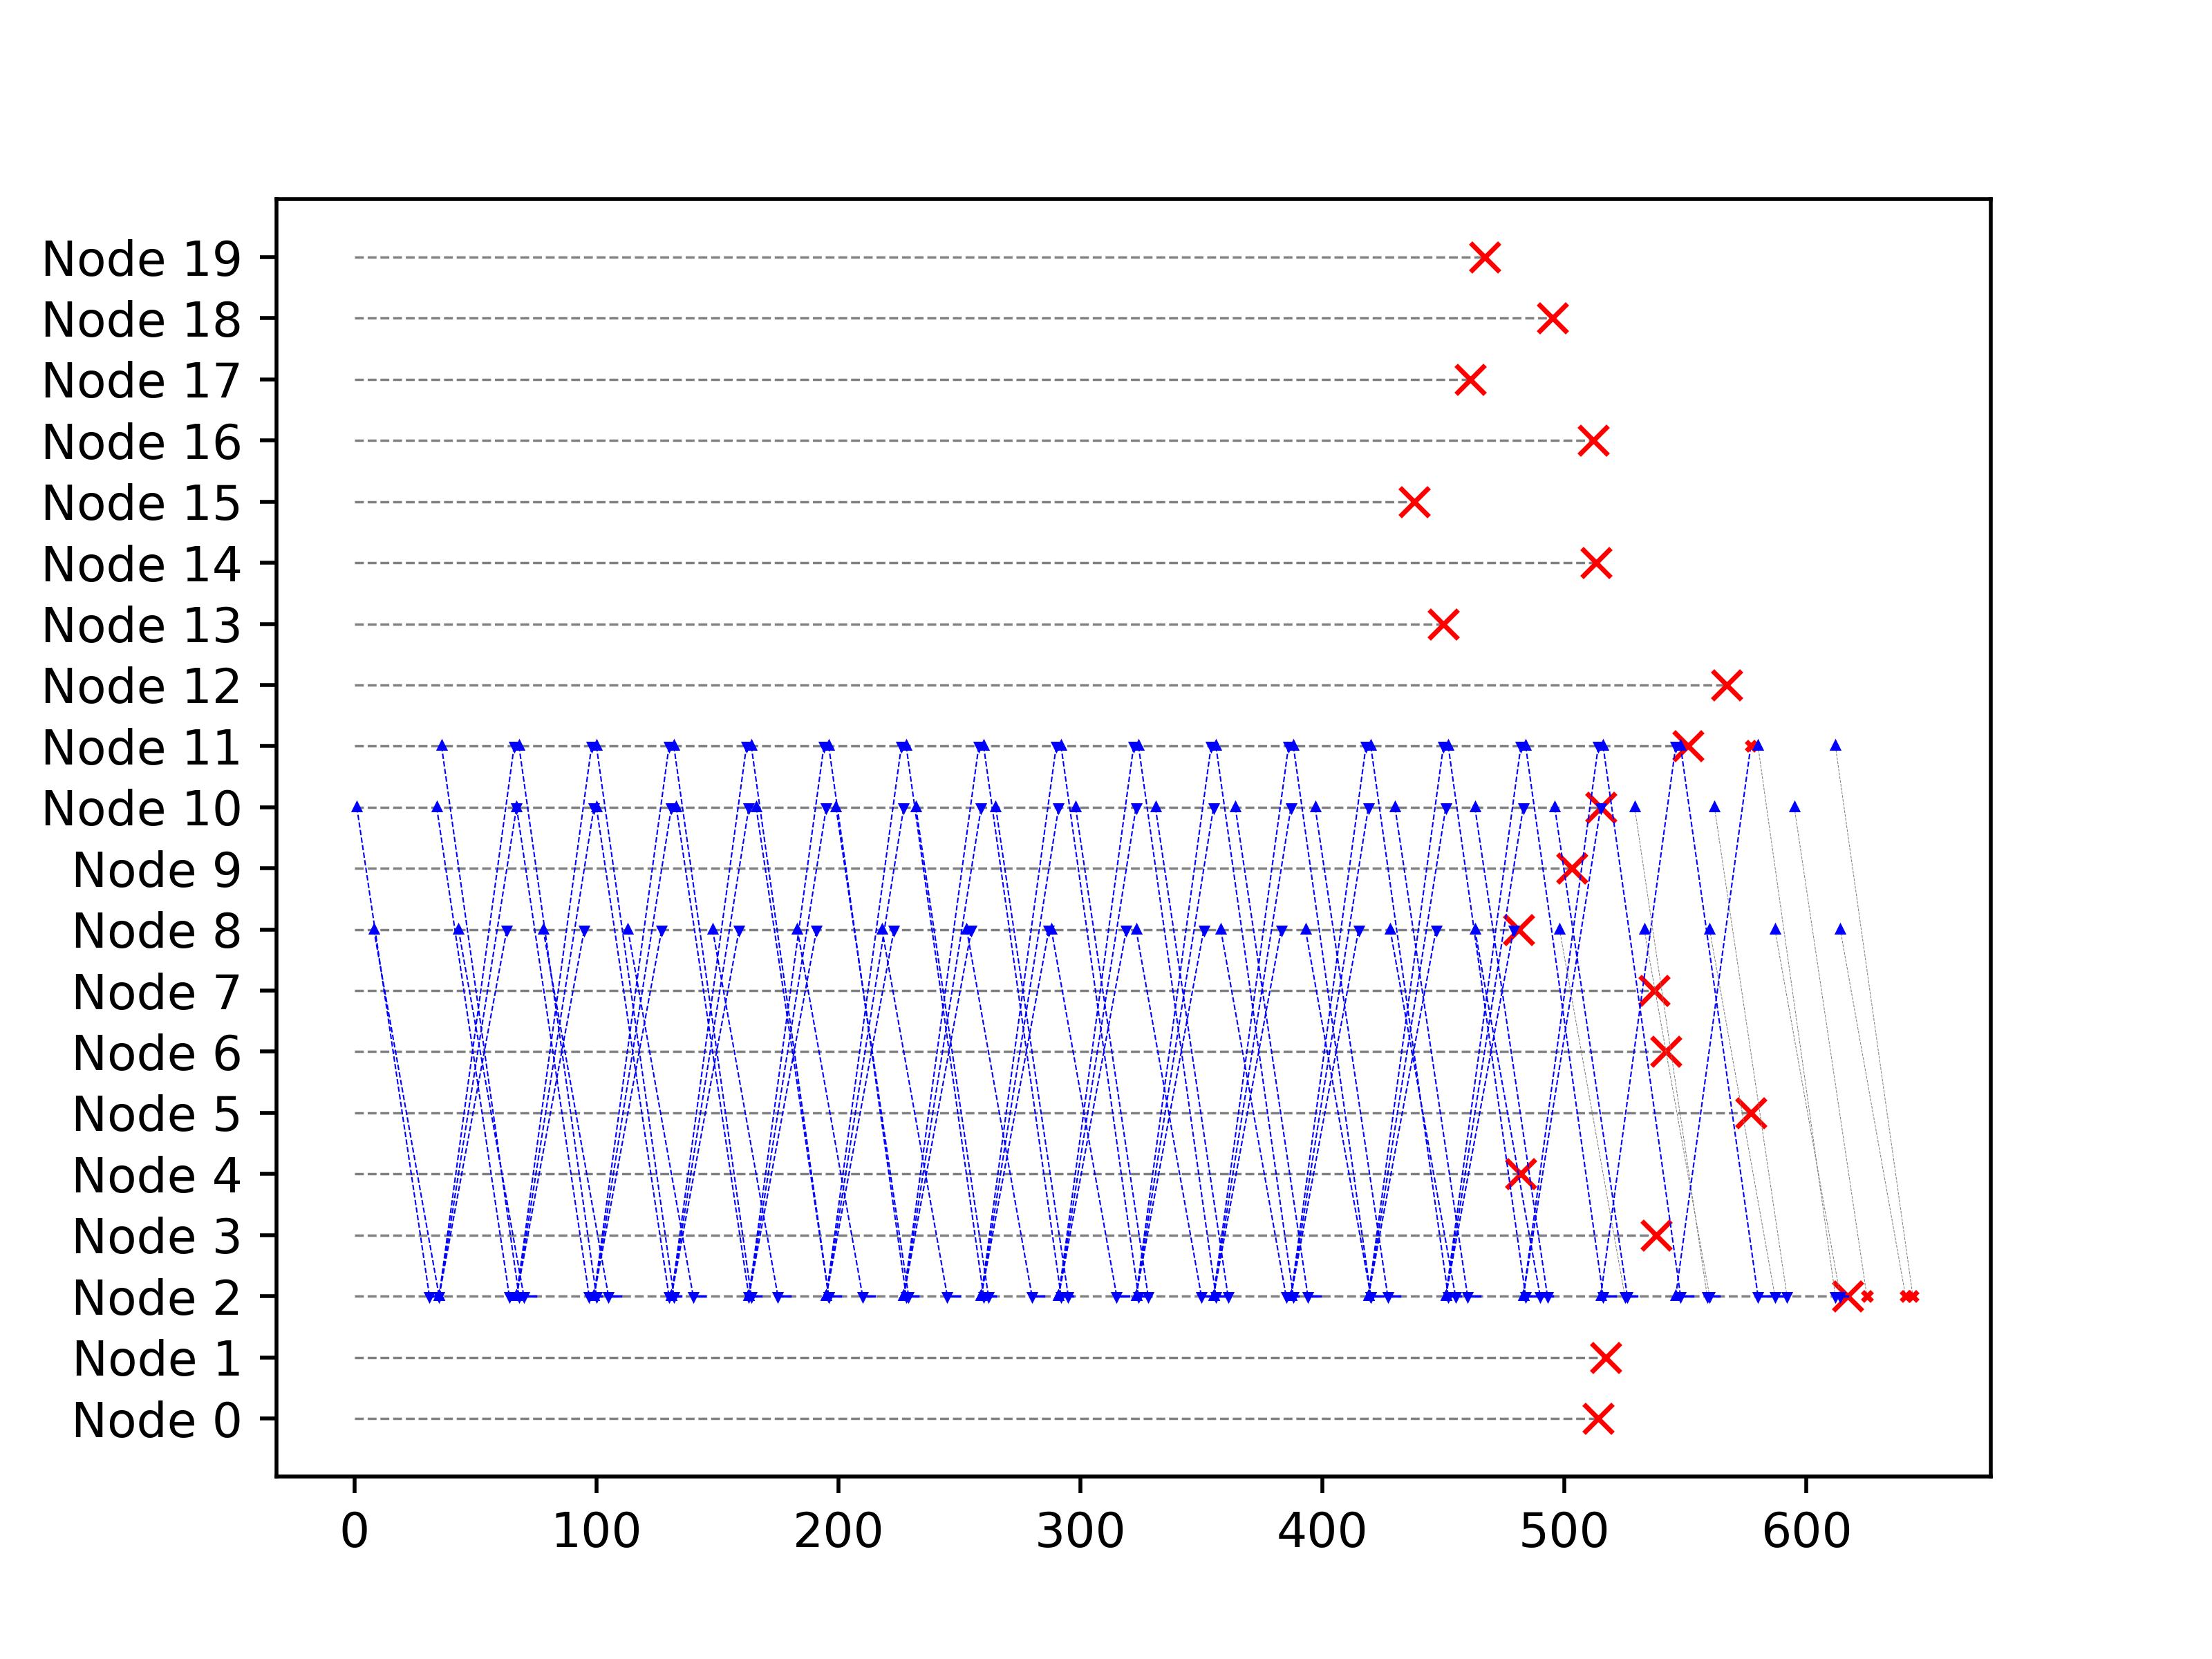 Node 19
Node 18
Node 17
Node 16
Node 15
Node 14
Node 13
Node 12
Node 11
Node 10
Node 9
Node 8
Node 7
Node 6
Node 5
Node 4
Node 3
Node 2
Node 1
Node 0
0 100 200 300 400 500 600